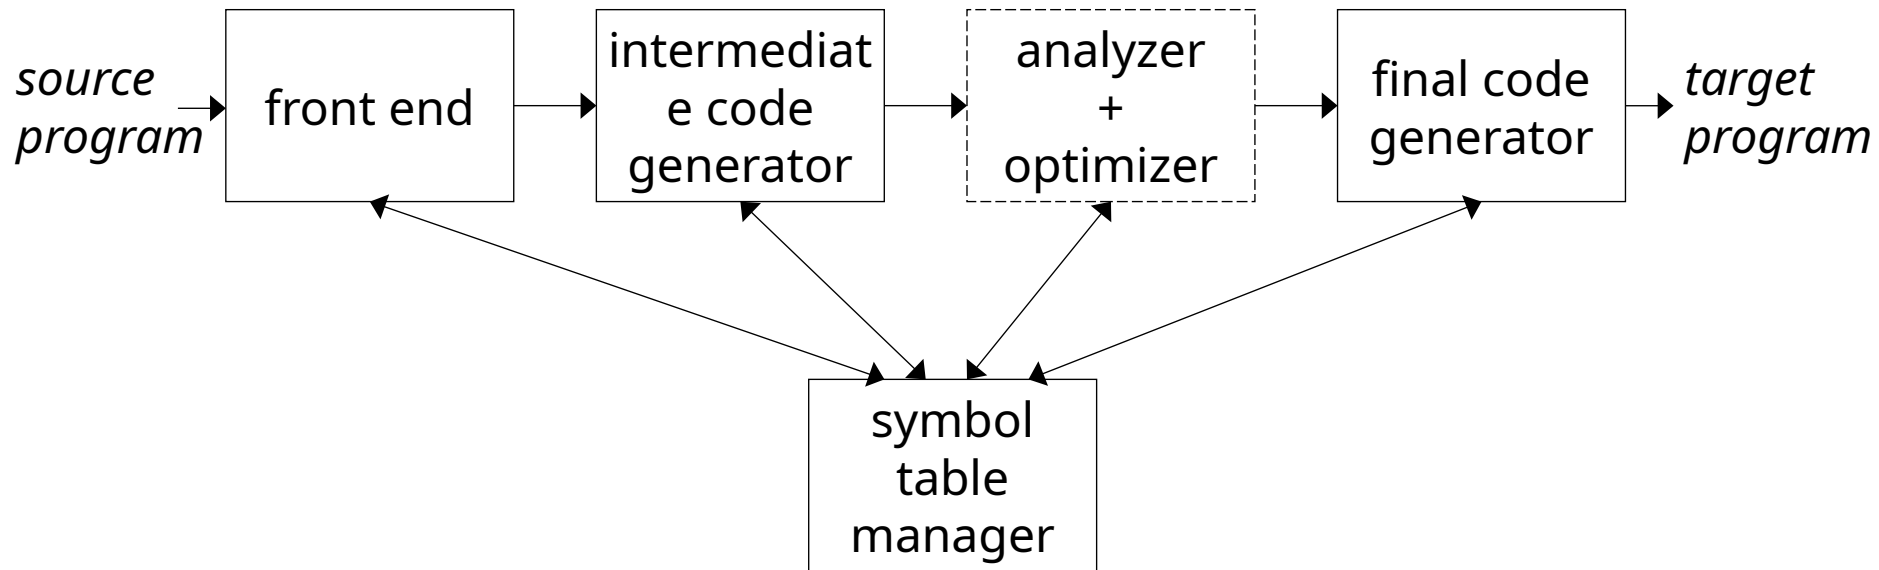 source
program
front end
intermediat
e code
generator
analyzer
+
optimizer
final code
generator
target
program
symbol
table
manager